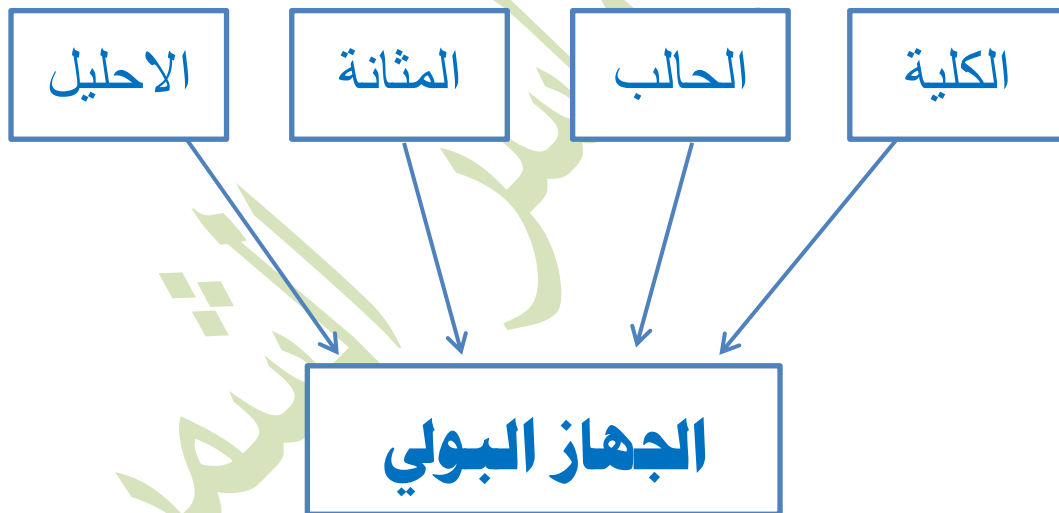 الكلية
الحالب
المثانة
الاحليل
الجهاز البولي